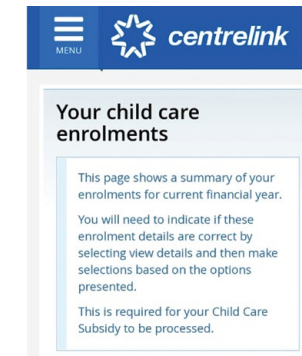 MENU
centrelink
Your child care
enrolments
This page shows a summary of your
enrolments for current financial year.
You will need to indicate if these
enrolment details are correct by
selecting view details and then make
selections based on the options
presented.
This is required for your Child Care
Subsidy to be processed.